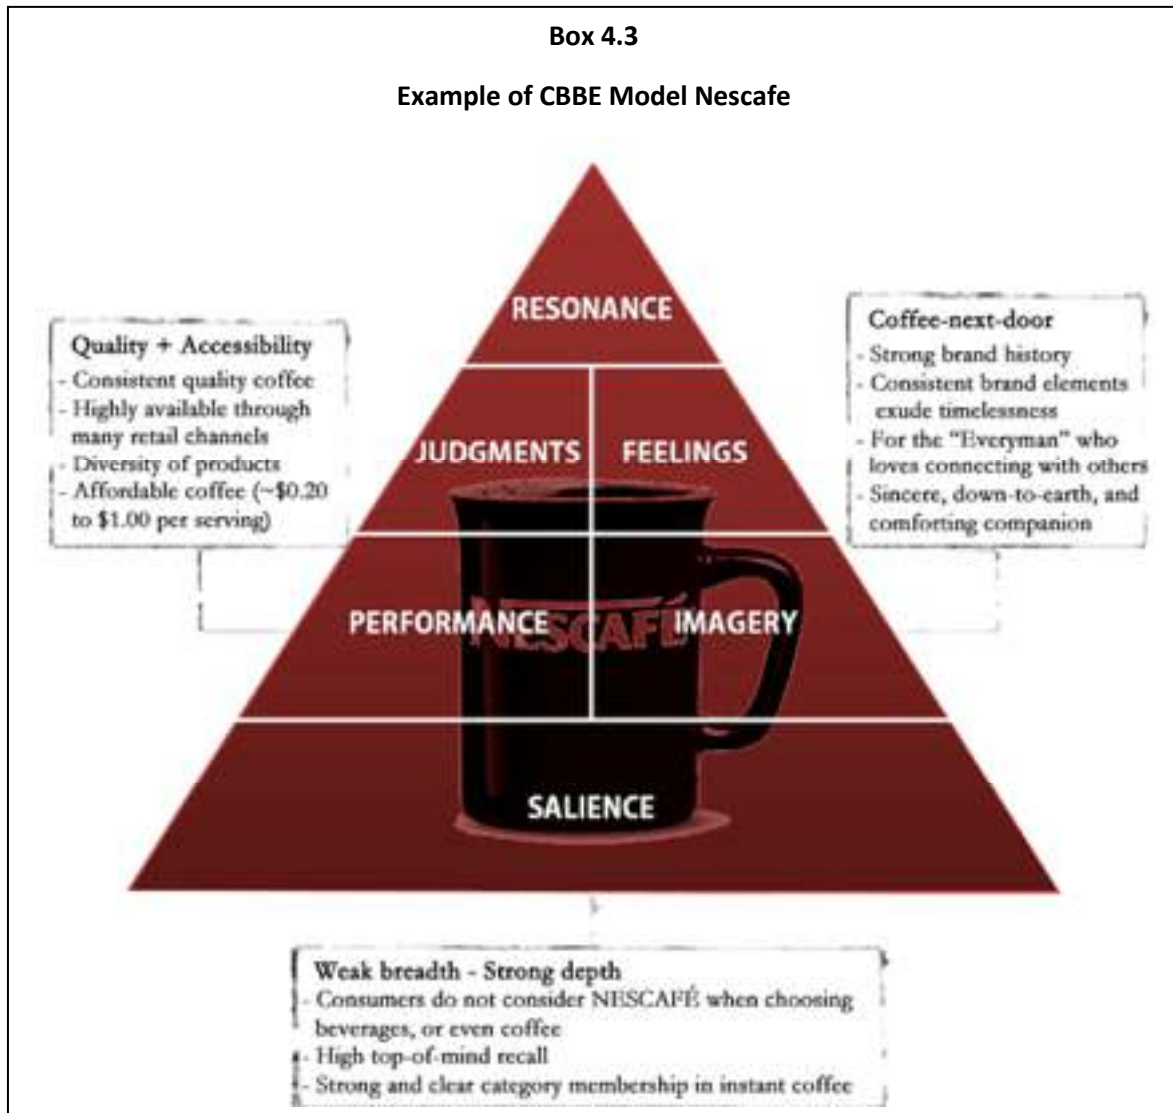 Box 4.3
Example of CBBE Model Nescafe
RESONANCE
Quality + Accessibility
- Consistent quality coffee
- Highly available through
many retail channels
- Diversity of products
- Affordable coffee (~$0.20
to $1.00 per serving)
Coffee-next-door
- Strong brand history
- Consistent brand elements
exude timelessness
- For the "Everyman" who
loves connecting with others
- Sincere, down-to-earth, and
comforting companion
JUDGMENTS
FEELINGS
PERFORMANCE
NESCAFÉ
IMAGERY
SALIENCE
Weak breadth - Strong depth
- Consumers do not consider NESCAFÉ when choosing
beverages, or even coffee
- High top-of-mind recall
- Strong and clear category membership in instant coffee